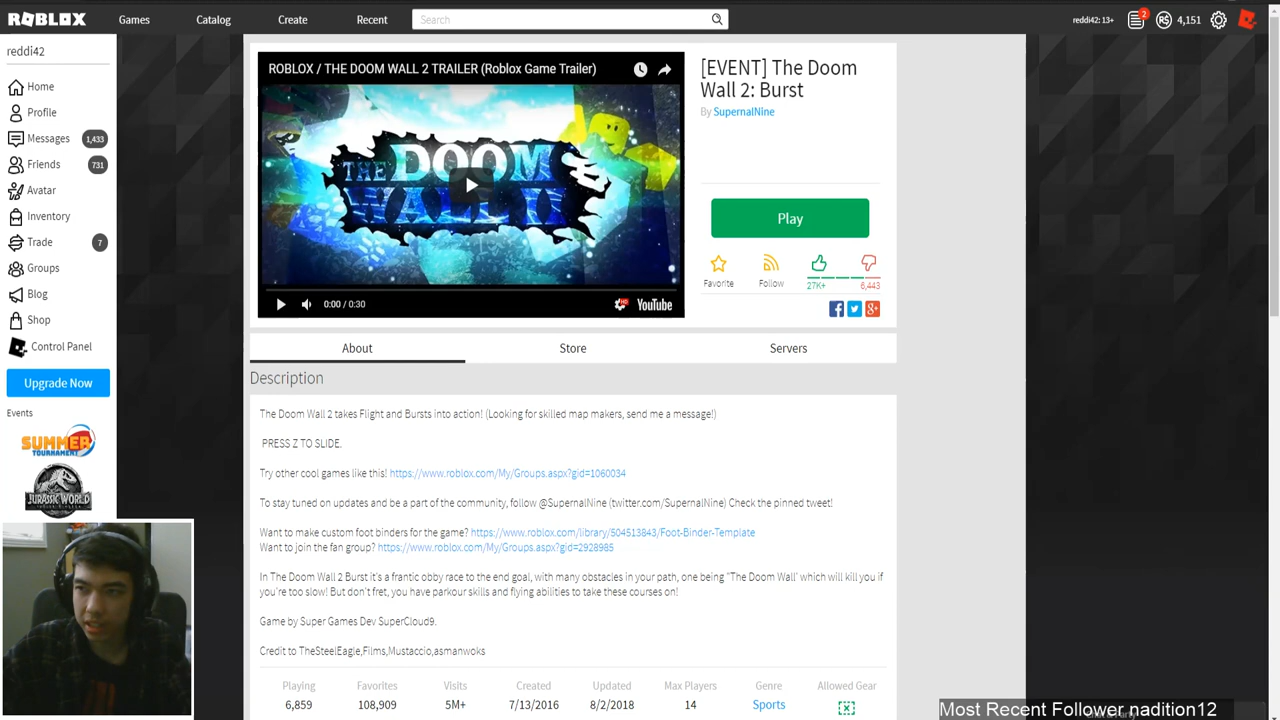 ROBLOX Games Catalog Create Recent Search reddi42: 13+ 2 4,151
reddi42
Home
Profile
Messages 1,433
Friends 731
Avatar
Inventory
Trade 7
Groups
Blog
Shop
Control Panel
Upgrade Now
Events
SUMMER
TOURNAMENT
JURASSIC WORLD
ROBLOX / THE DOOM WALL 2 TRAILER (Roblox Game Trailer)
THE DOOM
WALL II
0:00 / 0:30 HD YouTube
[EVENT] The Doom
Wall 2: Burst
By SupernalNine
Play
Favorite Follow 27K+ 6,443
About Store Servers
Description
The Doom Wall 2 takes Flight and Bursts into action! (Looking for skilled map makers, send me a message!)
PRESS Z TO SLIDE.
Try other cool games like this! https://www.roblox.com/My/Groups.aspx?gid=1060034
To stay tuned on updates and be a part of the community, follow @SupernalNine (twitter.com/SupernalNine) Check the pinned tweet!
Want to make custom foot binders for the game? https://www.roblox.com/library/504513843/Foot-Binder-Template
Want to join the fan group? https://www.roblox.com/My/Groups.aspx?gid=2928985
In The Doom Wall 2 Burst it's a frantic obby race to the end goal, with many obstacles in your path, one being "The Doom Wall" which will kill you if
you're too slow! But don't fret, you have parkour skills and flying abilities to take these courses on!
Game by Super Games Dev SuperCloud9.
Credit to TheSteelEagle,Films,Mustaccio,asmanwoks
Playing Favorites Visits Created Updated Max Players Genre Allowed Gear
6,859 108,909 5M+ 7/13/2016 8/2/2018 14 Sports
Most Recent Follower nadition12